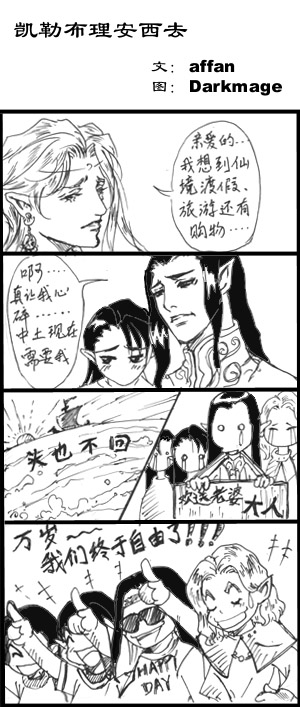 凯勒布理安西去
文：affan
图：Darkmage
亲爱的…
我想到仙
境渡假、
旅游还有
购物……
啊……
真让我心
碎……
中土现在
需要我
头也不回
欢送老婆
大人
万岁～～
我们终于自由了!!!
HAPPY
DAY